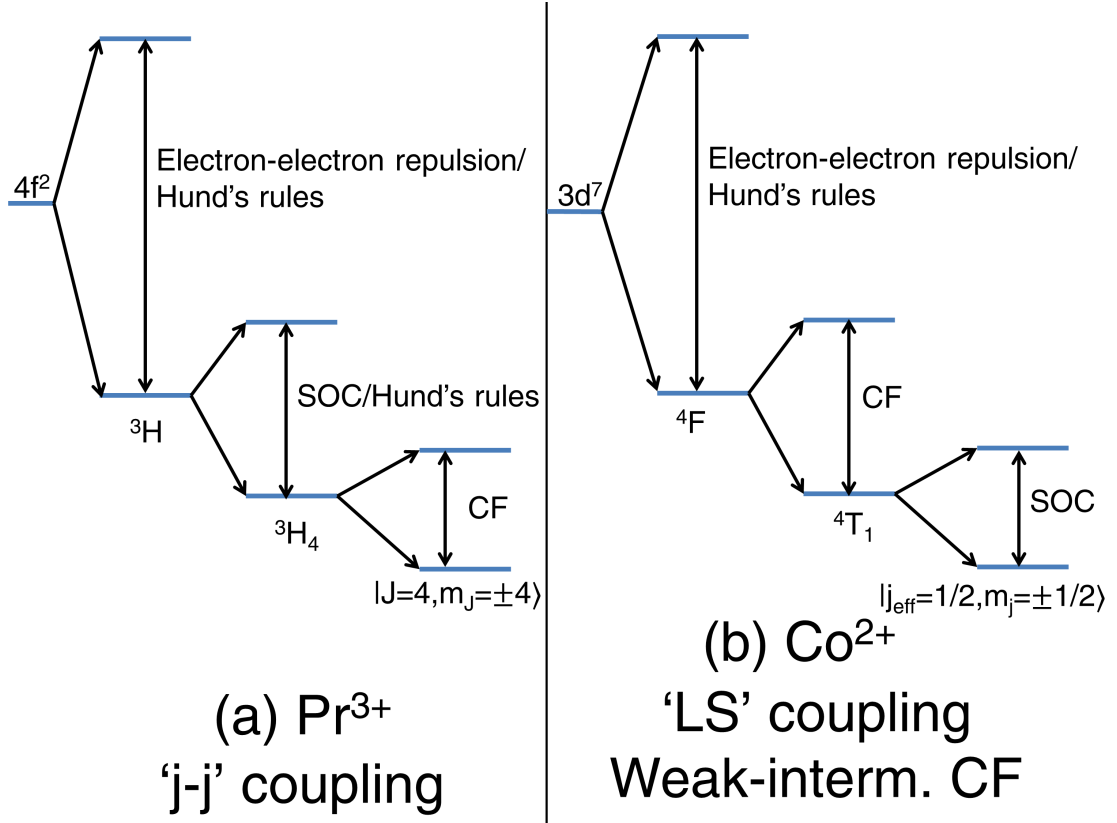 4f²
Electron-electron repulsion/
Hund's rules
³H
SOC/Hund's rules
³H₄
CF
|J=4,mJ=±4⟩
(a) Pr³⁺
'j-j' coupling
3d⁷
Electron-electron repulsion/
Hund's rules
⁴F
CF
⁴T₁
SOC
|jeff=1/2,mj=±1/2⟩
(b) Co²⁺
'LS' coupling
Weak-interm. CF